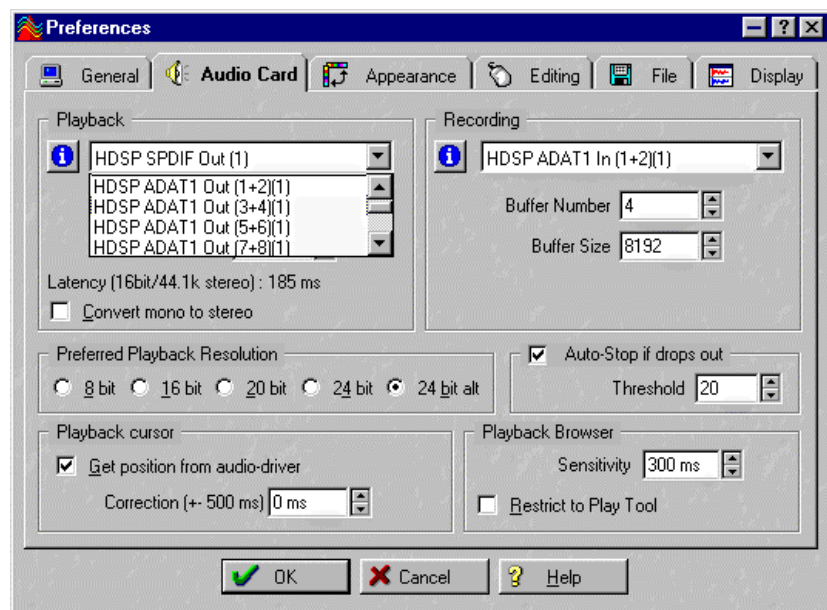 Preferences
General
Audio Card
Appearance
Editing
File
Display
Playback
HDSP SPDIF Out (1)
HDSP ADAT1 Out (1+2)(1)
HDSP ADAT1 Out (3+4)(1)
HDSP ADAT1 Out (5+6)(1)
HDSP ADAT1 Out (7+8)(1)
Latency (16bit/44.1k stereo) : 185 ms
Convert mono to stereo
Recording
HDSP ADAT1 In (1+2)(1)
Buffer Number 4
Buffer Size 8192
Preferred Playback Resolution
8 bit 16 bit 20 bit 24 bit 24 bit alt
Auto-Stop if drops out
Threshold 20
Playback cursor
Get position from audio-driver
Correction (+- 500 ms) 0 ms
Playback Browser
Sensitivity 300 ms
Restrict to Play Tool
OK
Cancel
Help